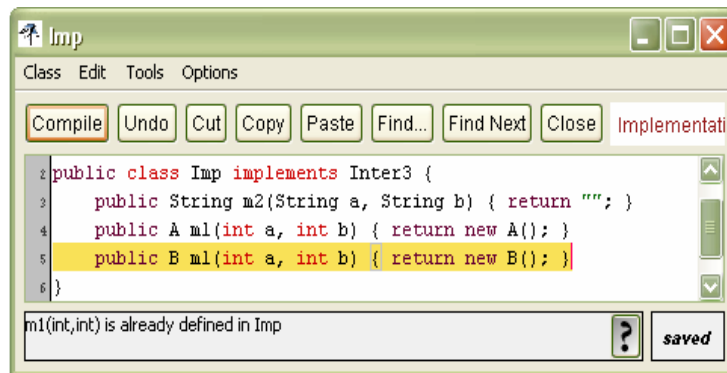 Imp
Class Edit Tools Options
Compile Undo Cut Copy Paste Find... Find Next Close Implementati
2 public class Imp implements Inter3 {
3 public String m2(String a, String b) { return ""; }
4 public A m1(int a, int b) { return new A(); }
5 public B m1(int a, int b) { return new B(); }
6 }
m1(int,int) is already defined in Imp
? saved